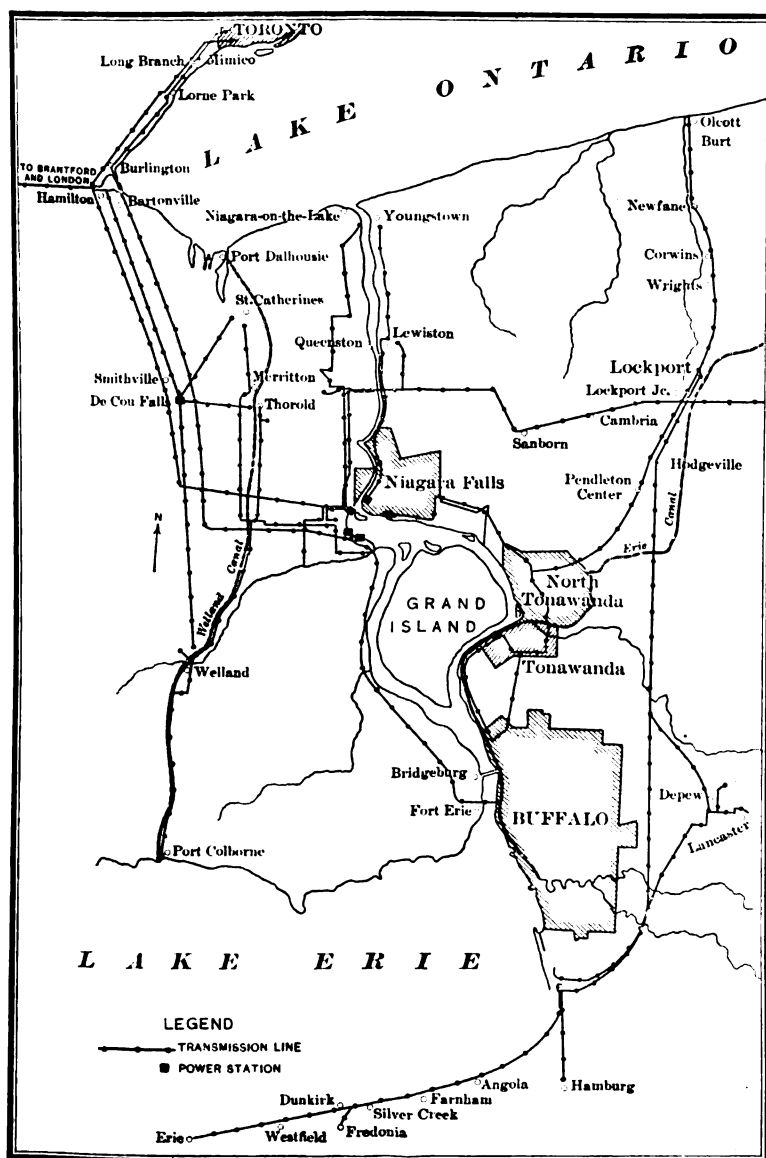 TORONTO
Long Branch
Mimico
Lorne Park
LAKE ONTARIO
Olcott
Burt
Burlington
TO BRANTFORD
AND LONDON
Hamilton
Bartonville
Niagara-on-the-Lake
Youngstown
Newfane
Port Dalhousie
Corwins
Wrights
St. Catherines
Queenston
Lewiston
Lockport
Smithville
Merritton
Lockport Jc.
De Cou Falls
Thorold
Cambria
Sanborn
Hodgeville
Niagara Falls
Pendleton
Center
Canal
N
Erie
Canal
Welland
North
Tonawanda
GRAND
ISLAND
Welland
Tonawanda
Bridgeburg
Depew
Fort Erie
BUFFALO
Lancaster
Port Colborne
LAKE ERIE
LEGEND
TRANSMISSION LINE
POWER STATION
Angola
Hamburg
Dunkirk
Farnham
Silver Creek
Erie
Westfield
Fredonia